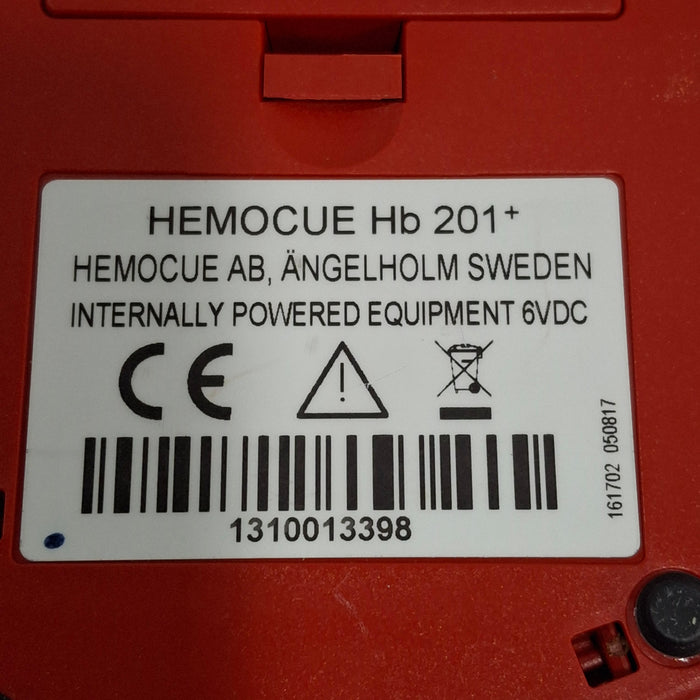 HEMOCUE Hb 201+
HEMOCUE AB, ÄNGELHOLM SWEDEN
INTERNALLY POWERED EQUIPMENT 6VDC
CE
1310013398
161702 050817